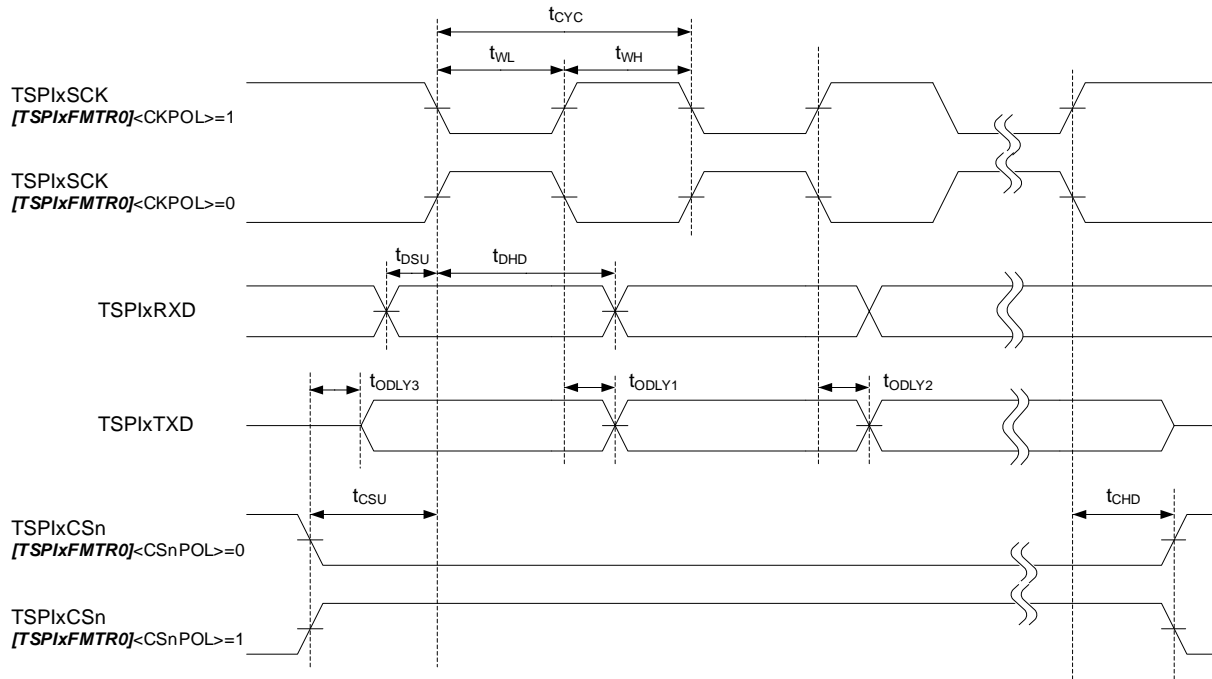 tCYC
tWL
tWH
TSPIxSCK
[TSPIxFMTR0]<CKPOL>=1
TSPIxSCK
[TSPIxFMTR0]<CKPOL>=0
tDSU
tDHD
TSPIxRXD
tODLY3
tODLY1
tODLY2
TSPIxTXD
tCSU
tCHD
TSPIxCSn
[TSPIxFMTR0]<CSnPOL>=0
TSPIxCSn
[TSPIxFMTR0]<CSnPOL>=1